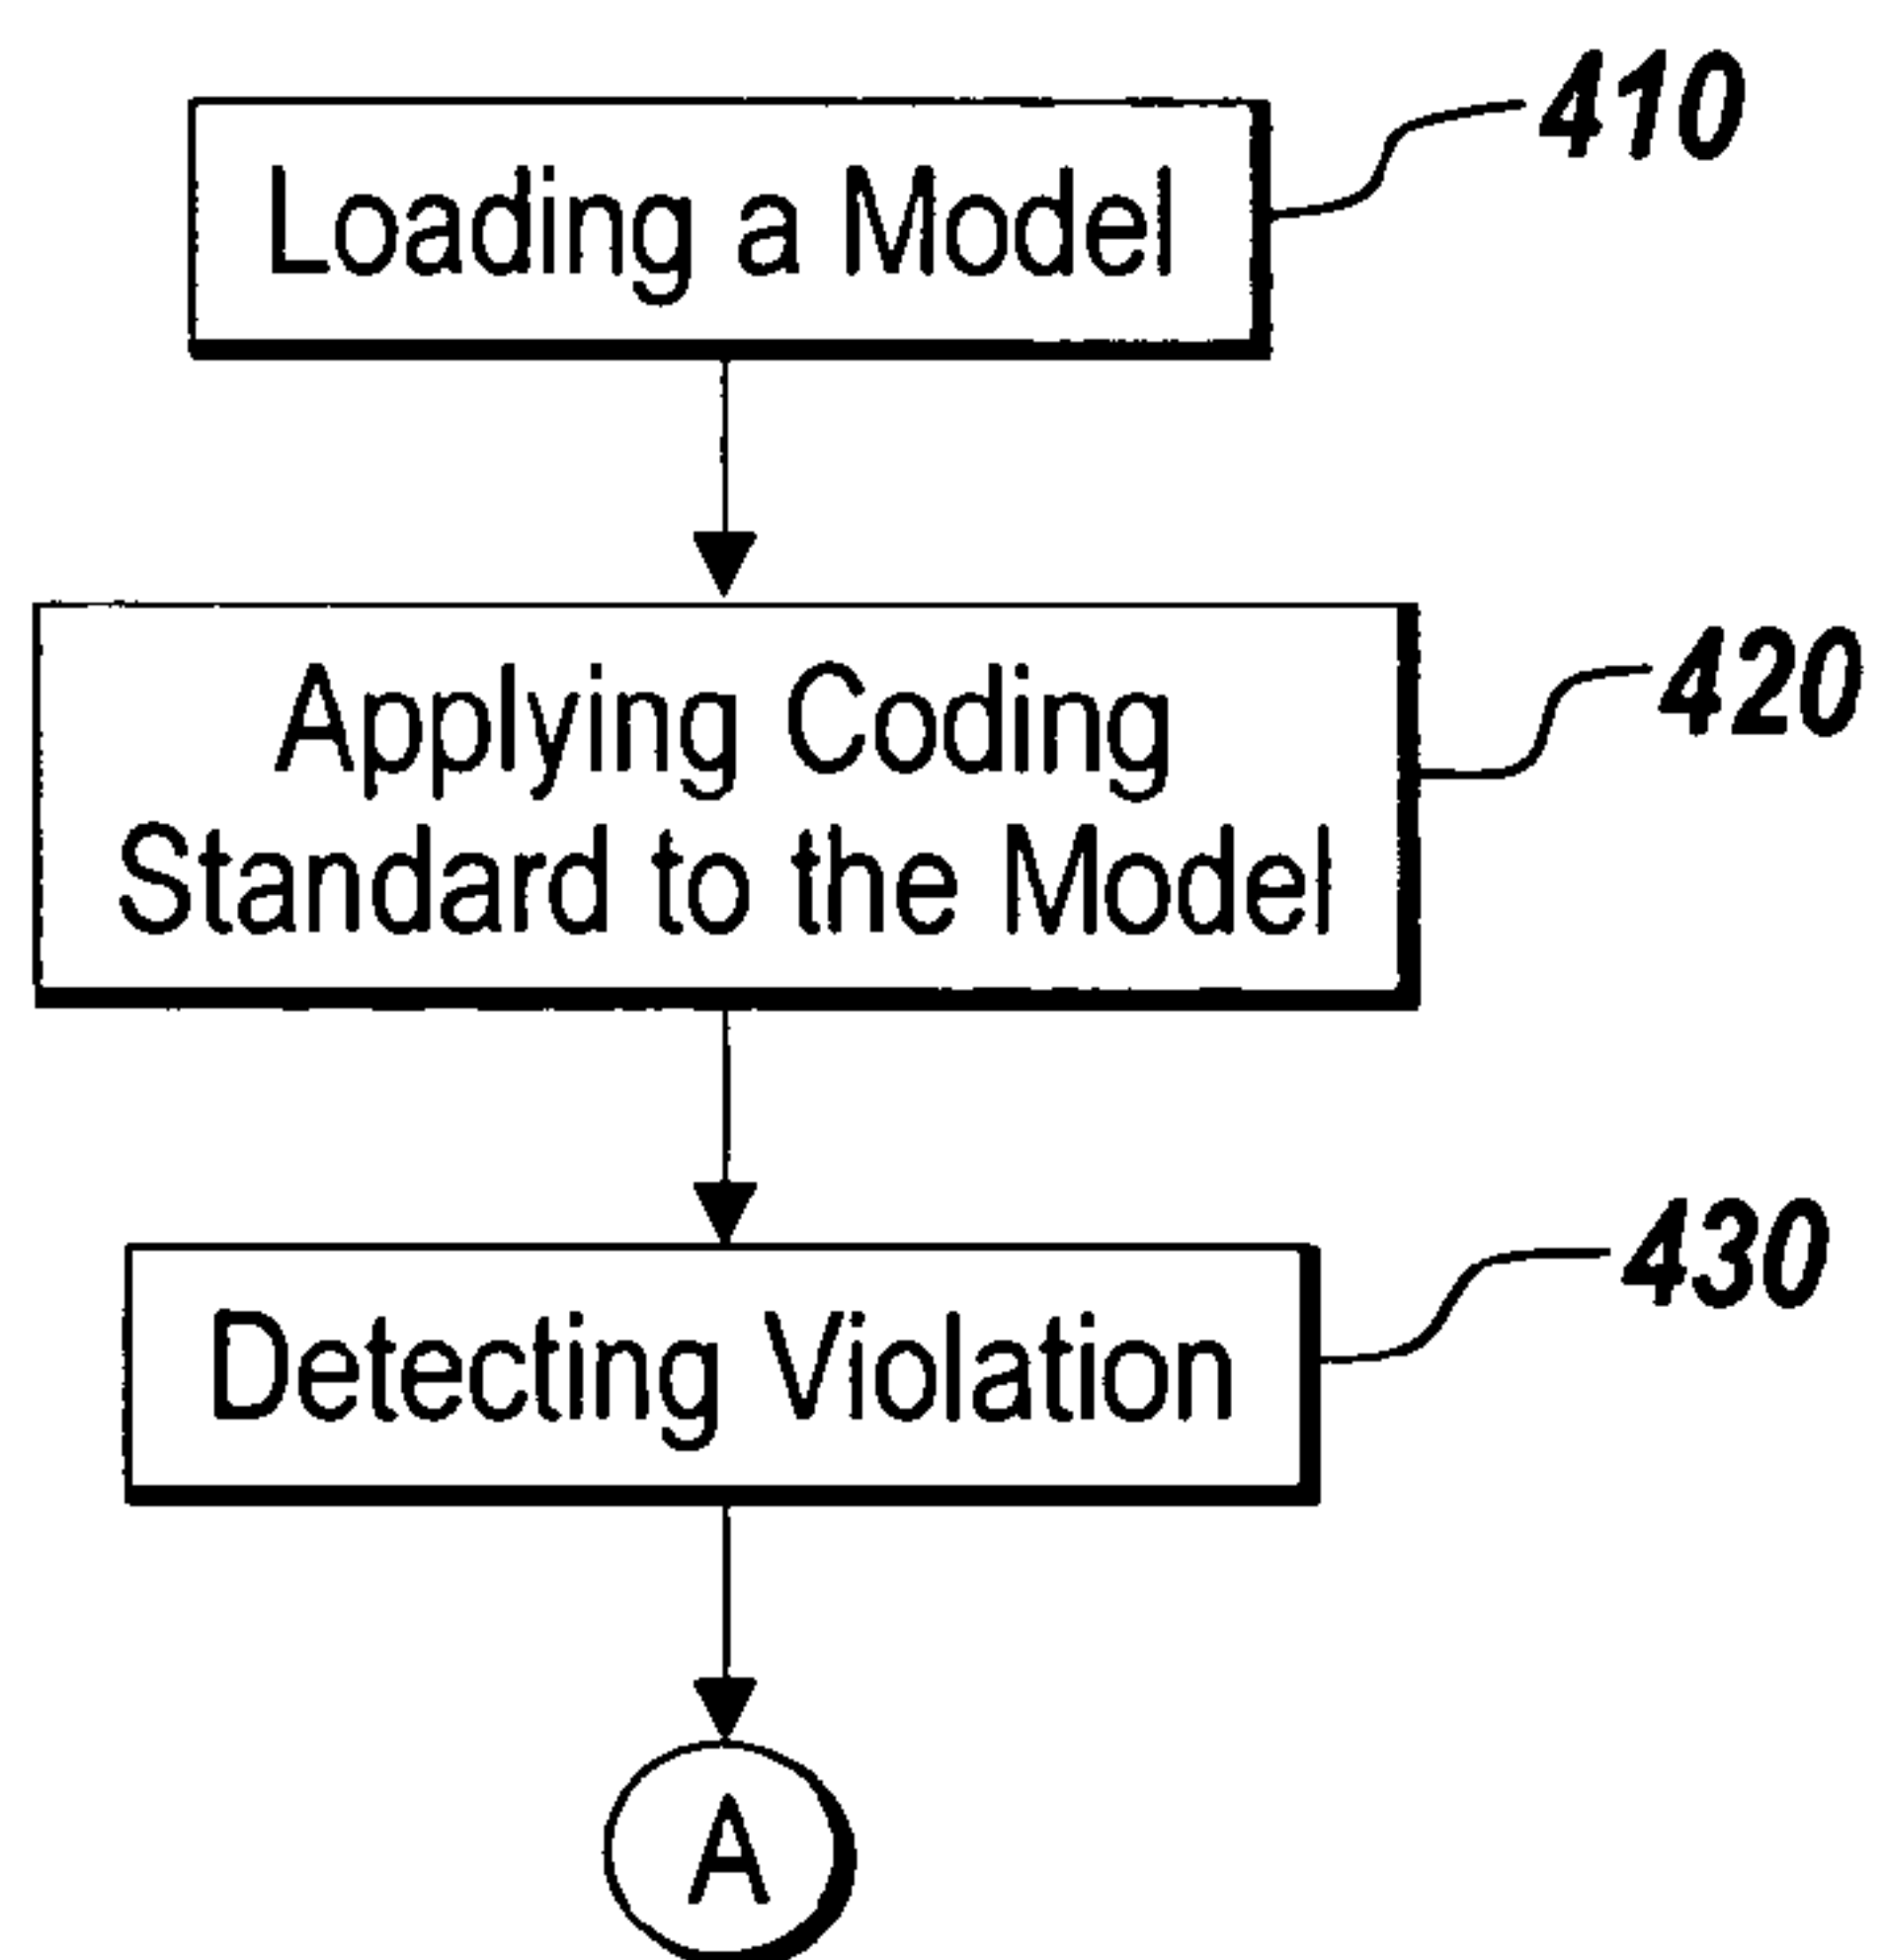 410
Loading a Model
420
Applying Coding
Standard to the Model
430
Detecting Violation
A